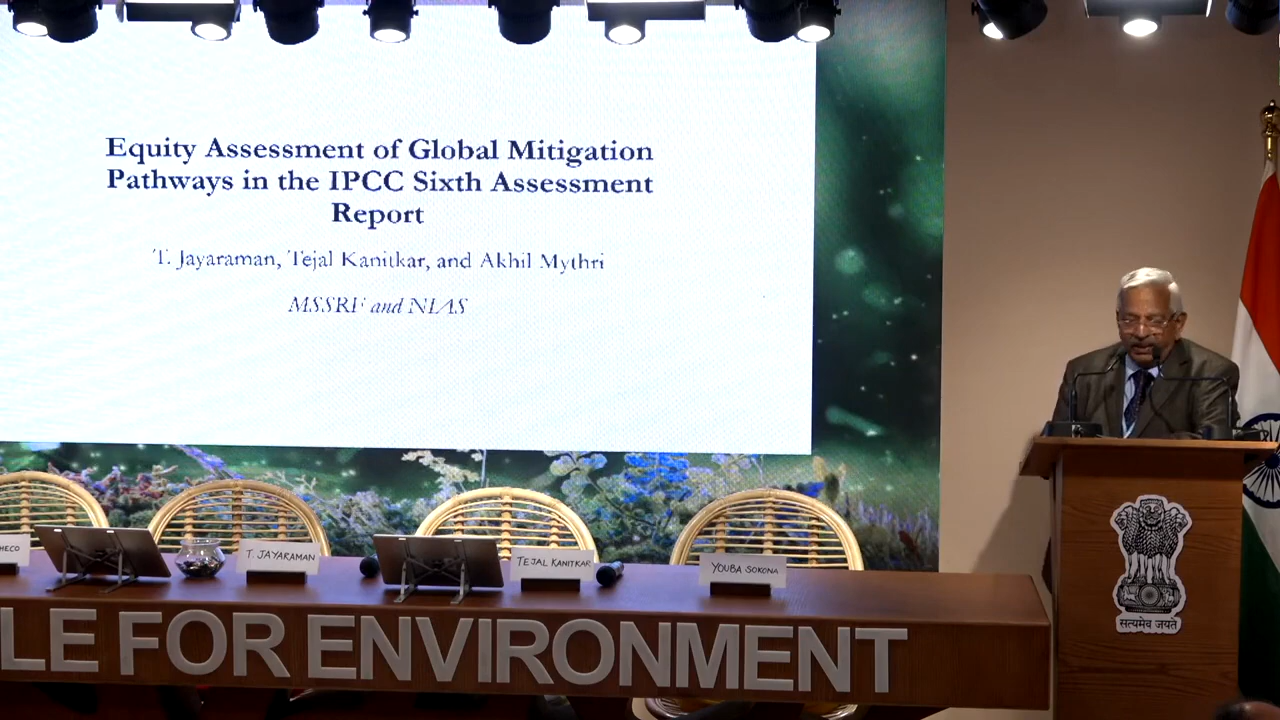 Equity Assessment of Global Mitigation
Pathways in the IPCC Sixth Assessment
Report
T. Jayaraman, Tejal Kanitkar, and Akhil Mythri
MSSRF and NIAS
HECO
T. JAYARAMAN
TEJAL KANITKAR
YOUBA SOKONA
LE FOR ENVIRONMENT
सत्यमेव जयते